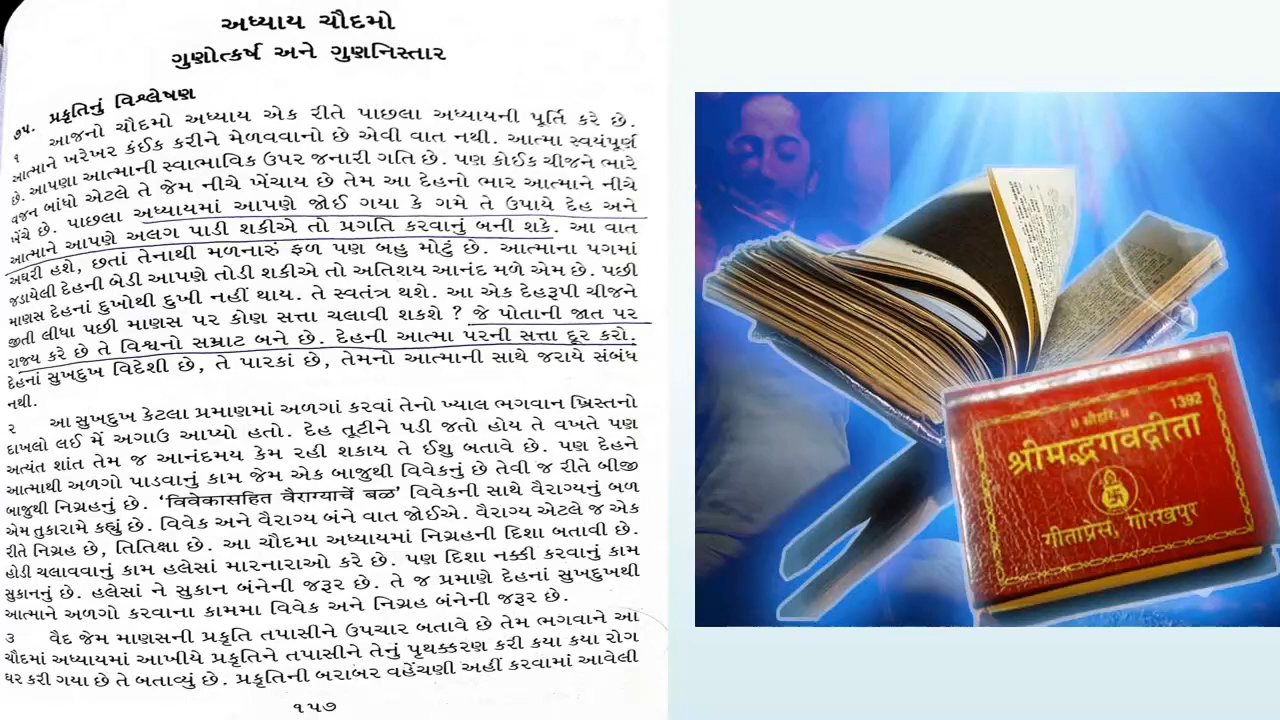 અધ્યાય ચૌદમો
ગુણોત્કર્ષ અને ગુણનિસ્તાર
૭૫. પ્રકૃતિનું વિશ્લેષણ
૧ આજનો ચૌદમો અધ્યાય એક રીતે પાછલા અધ્યાયની પૂર્તિ કરે છે.
આત્માને ખરેખર કંઈક કરીને મેળવવાનો છે એવી વાત નથી. આત્મા સ્વયંપૂર્ણ
છે. આપણા આત્માની સ્વાભાવિક ઉપર જનારી ગતિ છે. પણ કોઈક ચીજને ભારે
વજન બાંધો એટલે તે જેમ નીચે ખેંચાય છે તેમ આ દેહનો ભાર આત્માને નીચે
ખેંચે છે. પાછલા અધ્યાયમાં આપણે જોઈ ગયા કે ગમે તે ઉપાયે દેહ અને
આત્માને આપણે અલગ પાડી શકીએ તો પ્રગતિ કરવાનું બની શકે. આ વાત
અઘરી હશે, છતાં તેનાથી મળનારું ફળ પણ બહુ મોટું છે. આત્માના પગમાં
જડાયેલી દેહની બેડી આપણે તોડી શકીએ તો અતિશય આનંદ મળે એમ છે. પછી
માણસ દેહનાં દુખોથી દુખી નહીં થાય. તે સ્વતંત્ર થશે. આ એક દેહરૂપી ચીજને
જીતી લીધા પછી માણસ પર કોણ સત્તા ચલાવી શકશે ? જે પોતાની જાત પર
રાજ્ય કરે છે તે વિશ્વનો સમ્રાટ બને છે. દેહની આત્મા પરની સત્તા દૂર કરો.
દેહનાં સુખદુખ વિદેશી છે, તે પારકાં છે, તેમનો આત્માની સાથે જરાયે સંબંધ
નથી.
૨ આ સુખદુખ કેટલા પ્રમાણમાં અળગાં કરવાં તેનો ખ્યાલ ભગવાન ખ્રિસ્તનો
દાખલો લઈ મેં અગાઉ આપ્યો હતો. દેહ તૂટીને પડી જતો હોય તે વખતે પણ
અત્યંત શાંત તેમ જ આનંદમય કેમ રહી શકાય તે ઈશુ બતાવે છે. પણ દેહને
આત્માથી અળગો પાડવાનું કામ જેમ એક બાજુથી વિવેકનું છે તેવી જ રીતે બીજી
બાજુથી નિગ્રહનું છે. ‘विवेकासहित वैराग्याचें बळ’ વિવેકની સાથે વૈરાગ્યનું બળ
એમ તુકારામે કહ્યું છે. વિવેક અને વૈરાગ્ય બંને વાત જોઈએ. વૈરાગ્ય એટલે જ એક
રીતે નિગ્રહ છે, તિતિક્ષા છે. આ ચૌદમા અધ્યાયમાં નિગ્રહની દિશા બતાવી છે.
હોડી ચલાવવાનું કામ હલેસાં મારનારાઓ કરે છે. પણ દિશા નક્કી કરવાનું કામ
સુકાનનું છે. હલેસાં ને સુકાન બંનેની જરૂર છે. તે જ પ્રમાણે દેહનાં સુખદુખથી
આત્માને અળગો કરવાના કામમા વિવેક અને નિગ્રહ બંનેની જરૂર છે.
૩ વૈદ જેમ માણસની પ્રકૃતિ તપાસીને ઉપચાર બતાવે છે તેમ ભગવાને આ
ચૌદમાં અધ્યાયમાં આખીયે પ્રકૃતિને તપાસીને તેનું પૃથક્કરણ કરી કયા કયા રોગ
ઘર કરી ગયા છે તે બતાવ્યું છે. પ્રકૃતિની બરાબર વહેંચણી અહીં કરવામાં આવેલી
૧૫૭
1392
॥ श्रीहरि: ॥
श्रीमद्भगवद्गीता
गीताप्रेस, गोरखपुर